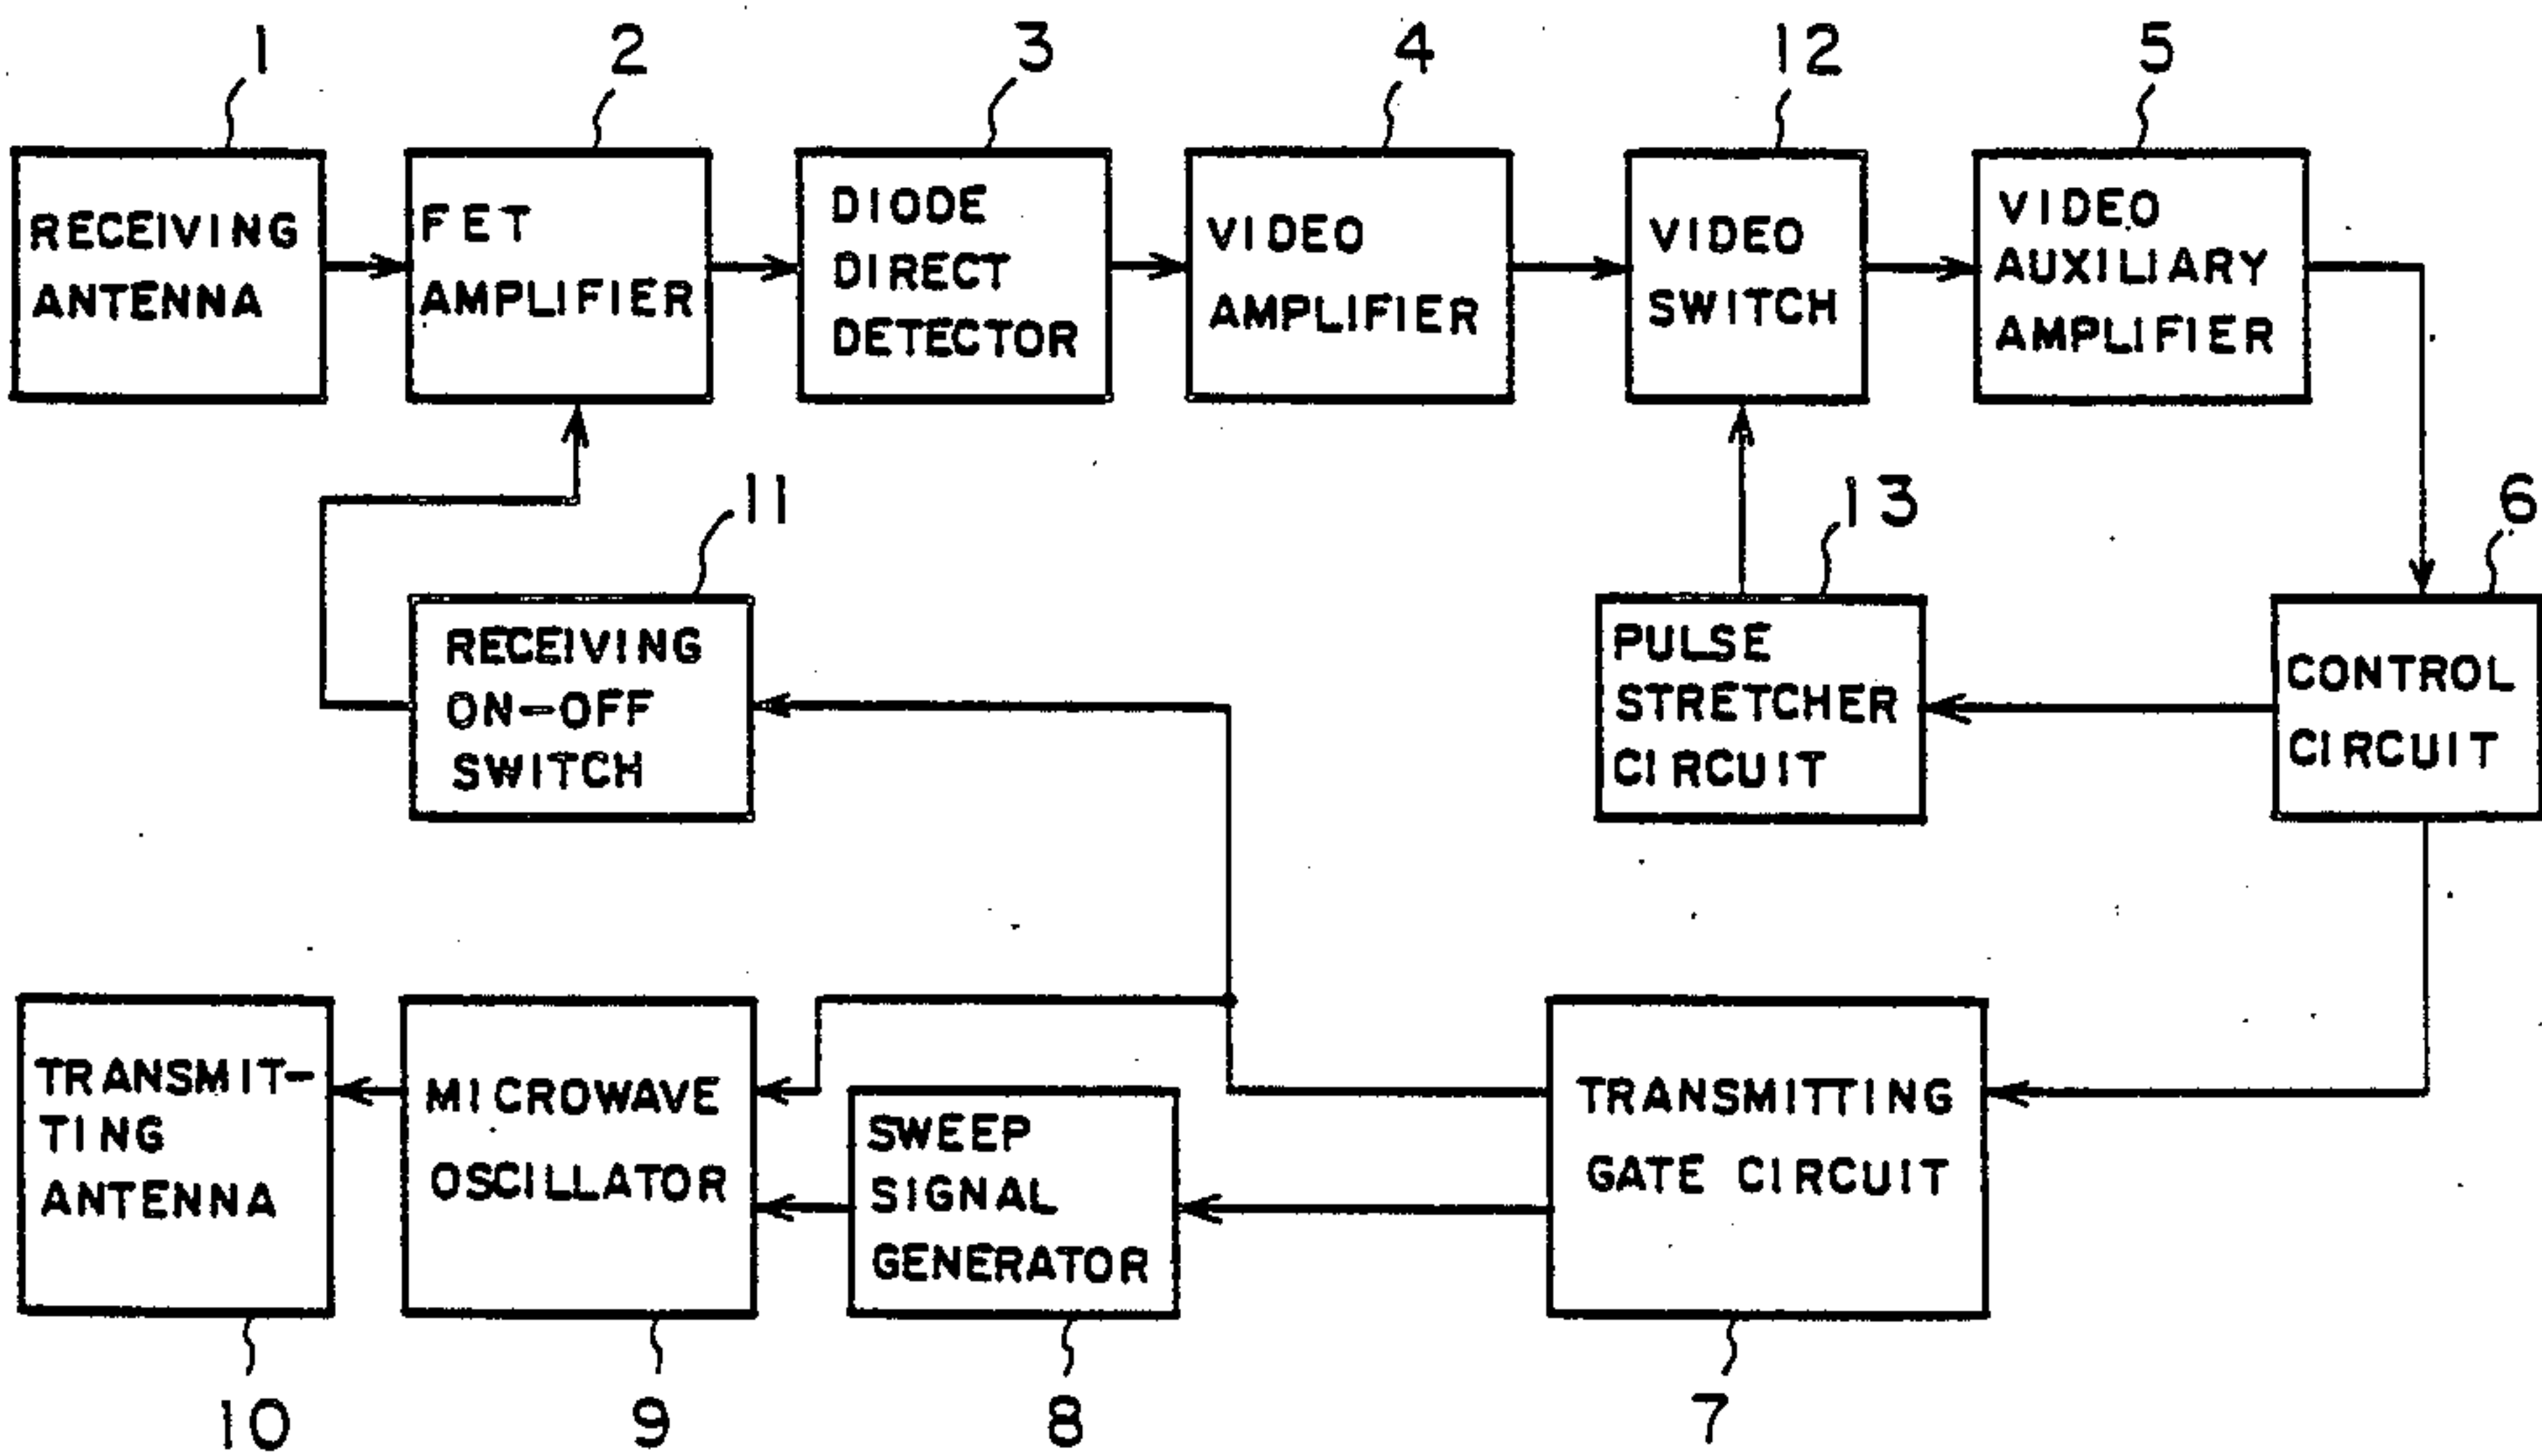 1
2
3
4
12
5
RECEIVING
ANTENNA
FET
AMPLIFIER
DIODE
DIRECT
DETECTOR
VIDEO
AMPLIFIER
VIDEO
SWITCH
VIDEO
AUXILIARY
AMPLIFIER
11
13
6
RECEIVING
ON-OFF
SWITCH
PULSE
STRETCHER
CIRCUIT
CONTROL
CIRCUIT
TRANSMIT-
TING
ANTENNA
MICROWAVE
OSCILLATOR
SWEEP
SIGNAL
GENERATOR
TRANSMITTING
GATE CIRCUIT
10
9
8
7